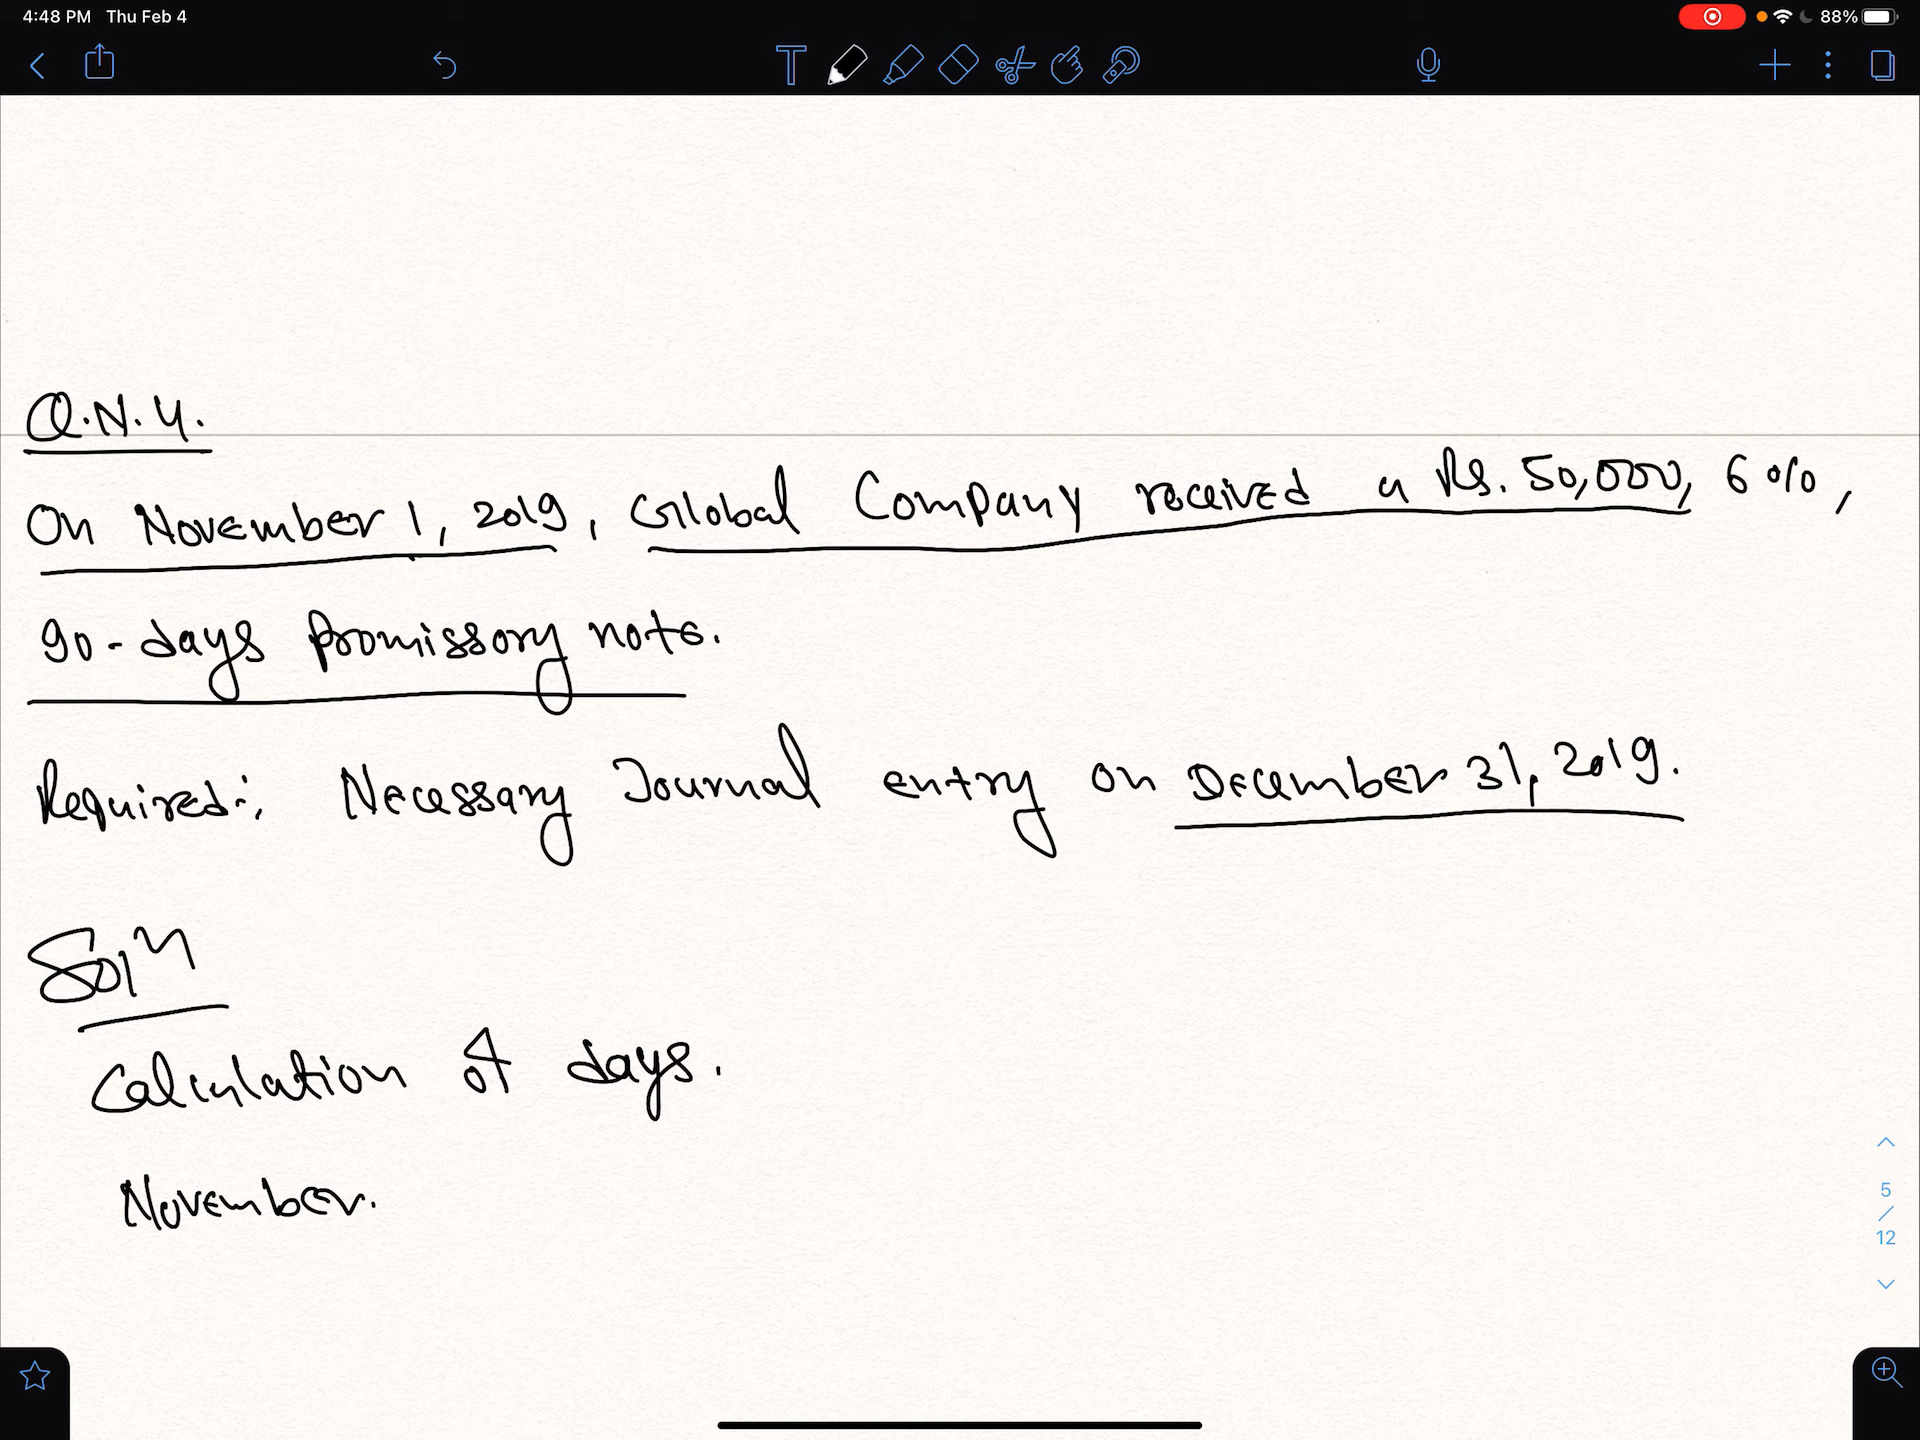 4:48 PM Thu Feb 4
88%
Q.N.4.
On November 1, 2019, Global Company received a Rs. 50,000, 6%,
90-days promissory note.
Required:, Necessary Journal entry on December 31, 2019.
Solⁿ
Calculation of days.
November.
5
/
12